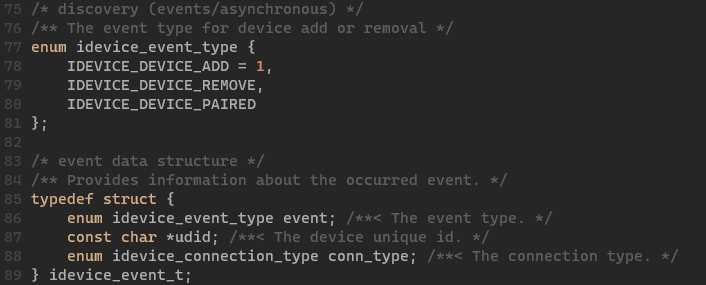 75 /* discovery (events/asynchronous) */
76 /** The event type for device add or removal */
77 enum idevice_event_type {
78     IDEVICE_DEVICE_ADD = 1,
79     IDEVICE_DEVICE_REMOVE,
80     IDEVICE_DEVICE_PAIRED
81 };
82
83 /* event data structure */
84 /** Provides information about the occurred event. */
85 typedef struct {
86     enum idevice_event_type event; /**< The event type. */
87     const char *udid; /**< The device unique id. */
88     enum idevice_connection_type conn_type; /**< The connection type. */
89 } idevice_event_t;